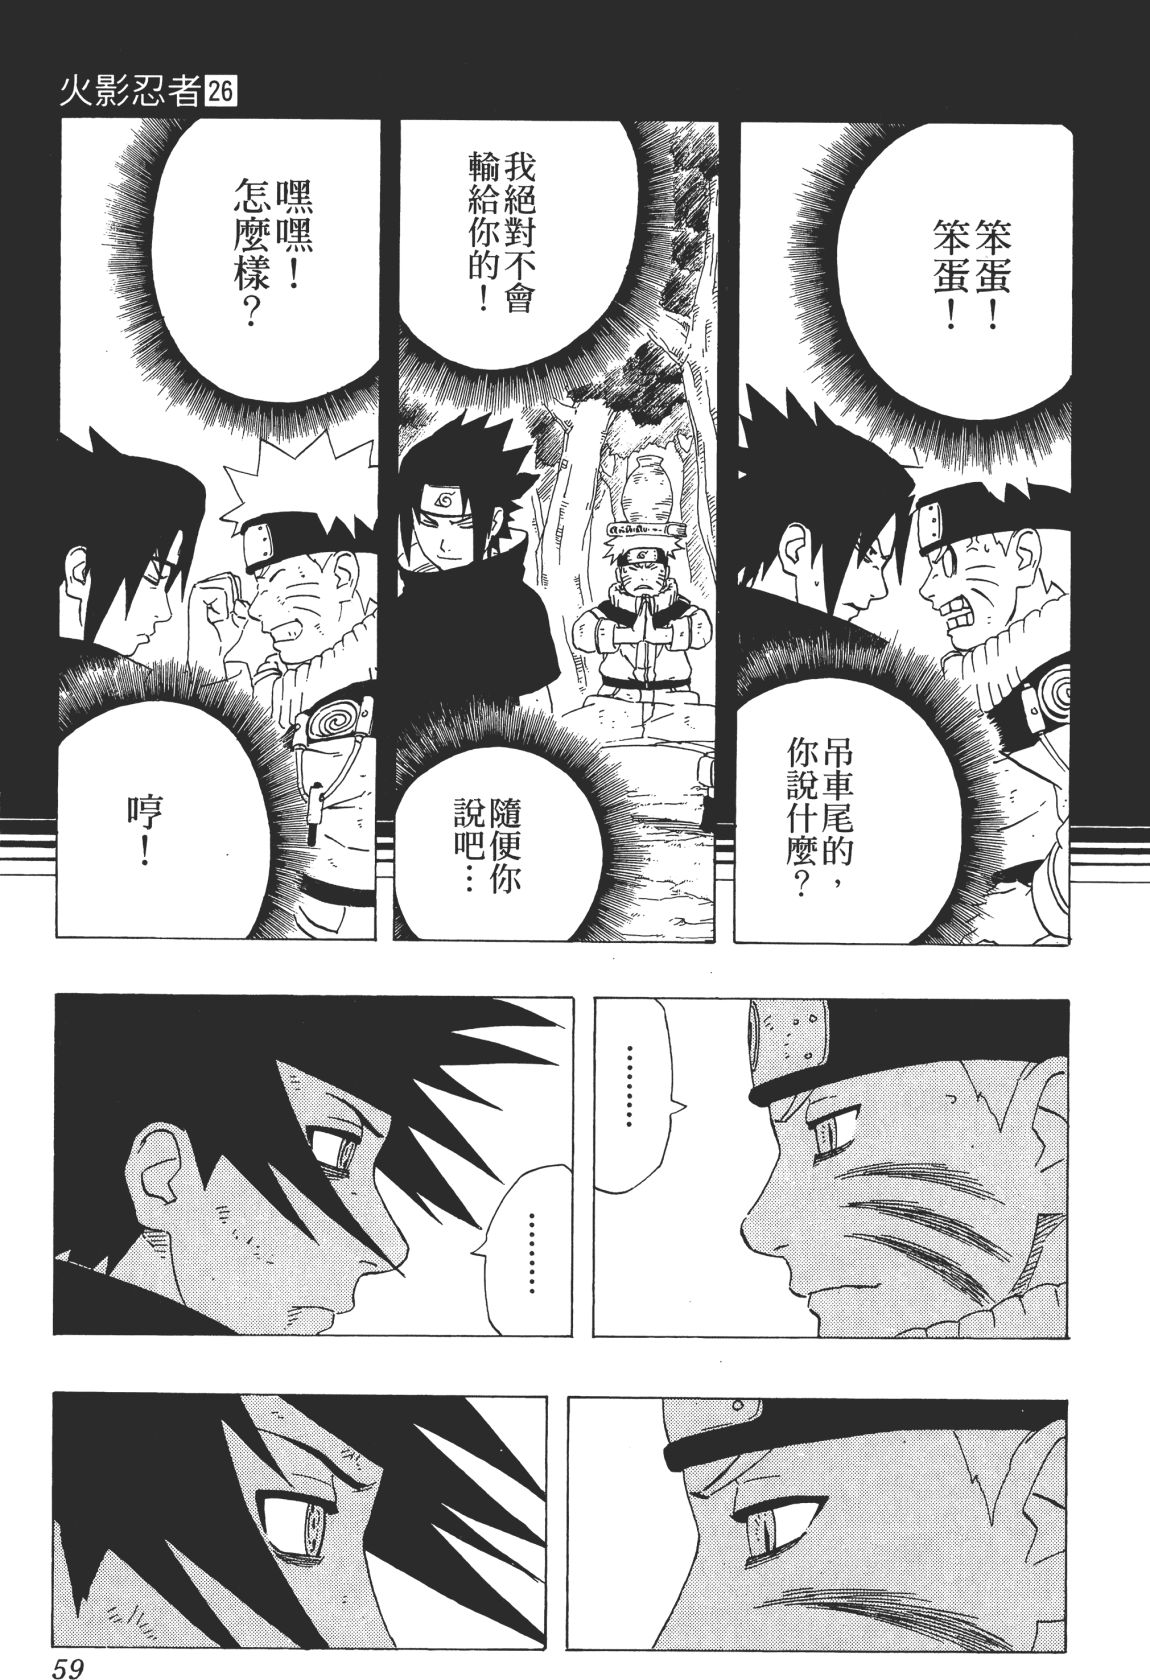 火影忍者26
笨蛋！
笨蛋！
吊車尾的，
你說什麼？
我絕對不會
輸給你的！
隨便你
說吧…
嘿嘿！
怎麼樣？
哼！
………
………
59